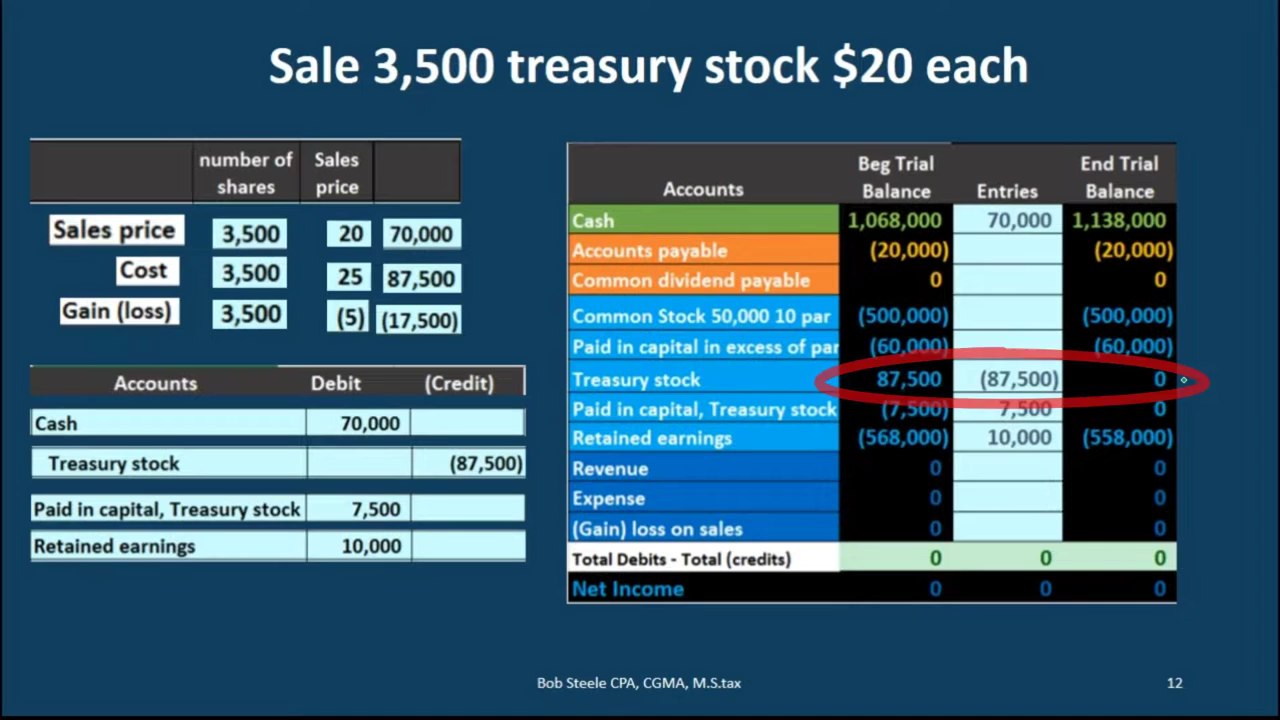 Sale 3,500 treasury stock $20 each
number of shares Sales price
Sales price 3,500 20 70,000
Cost 3,500 25 87,500
Gain (loss) 3,500 (5) (17,500)
Accounts Debit (Credit)
Cash 70,000
Treasury stock (87,500)
Paid in capital, Treasury stock 7,500
Retained earnings 10,000
Accounts Beg Trial Balance Entries End Trial Balance
Cash 1,068,000 70,000 1,138,000
Accounts payable (20,000) (20,000)
Common dividend payable 0 0
Common Stock 50,000 10 par (500,000) (500,000)
Paid in capital in excess of par (60,000) (60,000)
Treasury stock 87,500 (87,500) 0
Paid in capital, Treasury stock (7,500) 7,500 0
Retained earnings (568,000) 10,000 (558,000)
Revenue 0 0
Expense 0 0
(Gain) loss on sales 0 0
Total Debits - Total (credits) 0 0 0
Net Income 0 0 0
Bob Steele CPA, CGMA, M.S.tax
12